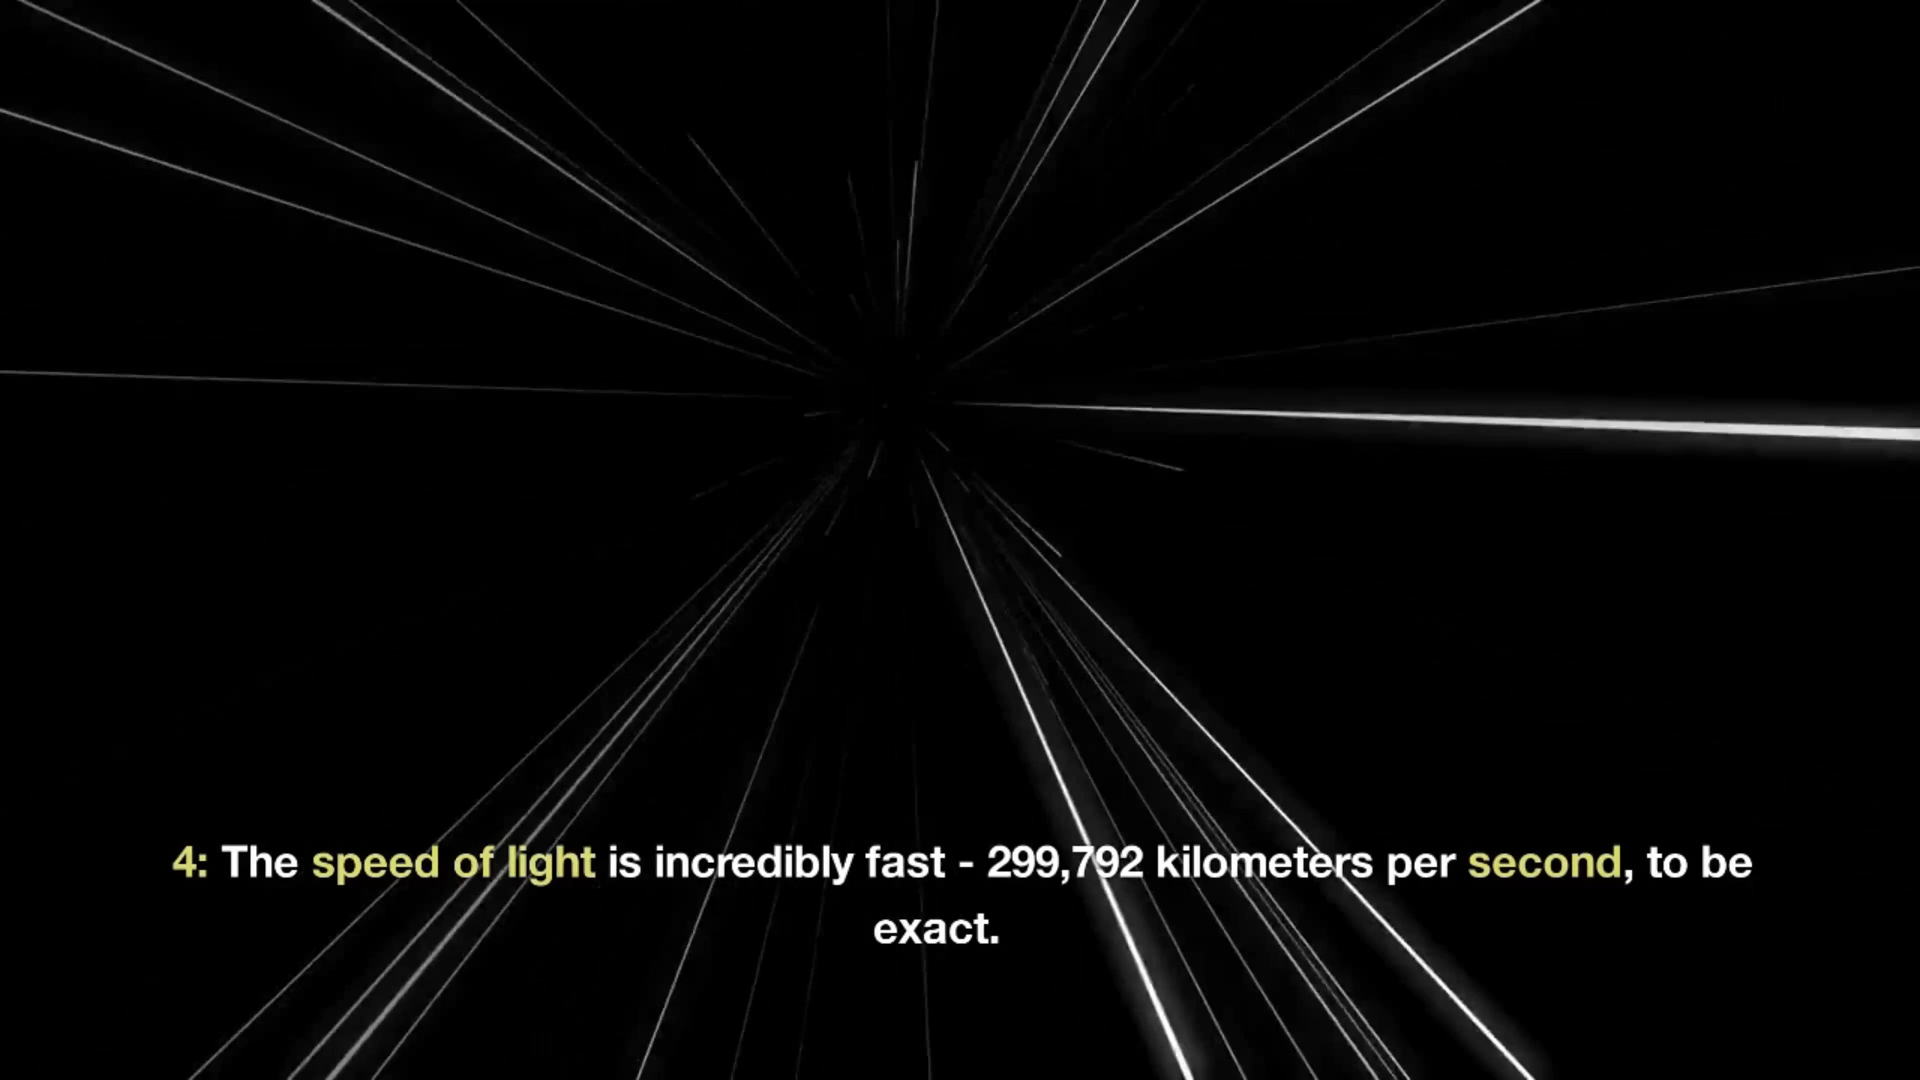 4: The speed of light is incredibly fast - 299,792 kilometers per second, to be
exact.